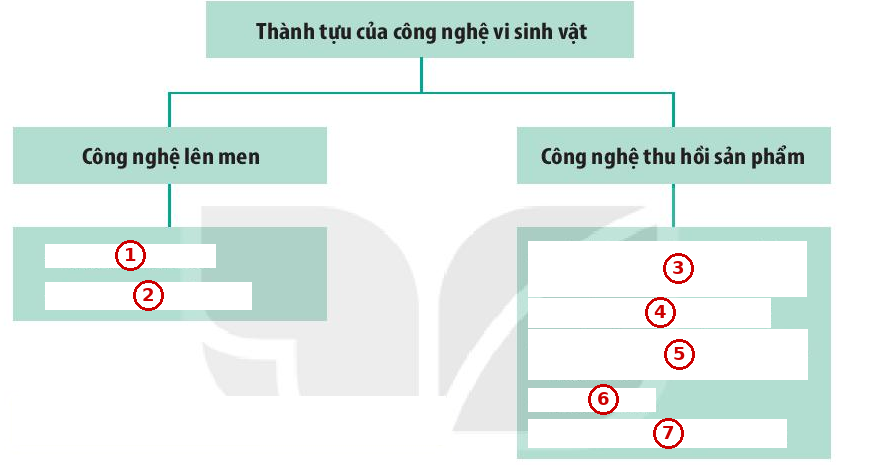 Thành tựu của công nghệ vi sinh vật
Công nghệ lên men
Công nghệ thu hồi sản phẩm
1
2
3
4
5
6
7